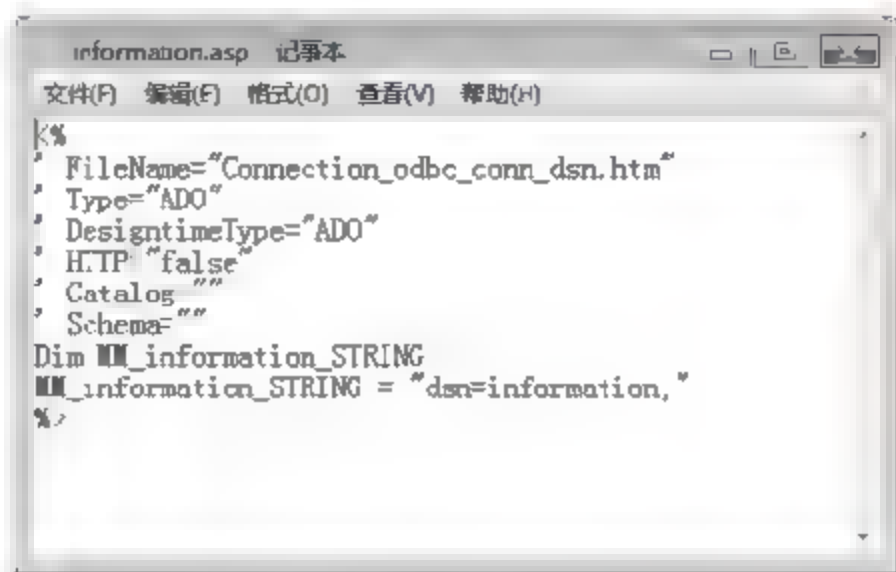 information.asp 记事本
文件(F) 编辑(E) 格式(O) 查看(V) 帮助(H)
<%
' FileName="Connection_odbc_conn_dsn.htm"
' Type="ADO"
' DesigntimeType="ADO"
' HTTP="false"
' Catalog=""
' Schema=""
Dim MM_information_STRING
MM_information_STRING = "dsn=information;"
%>